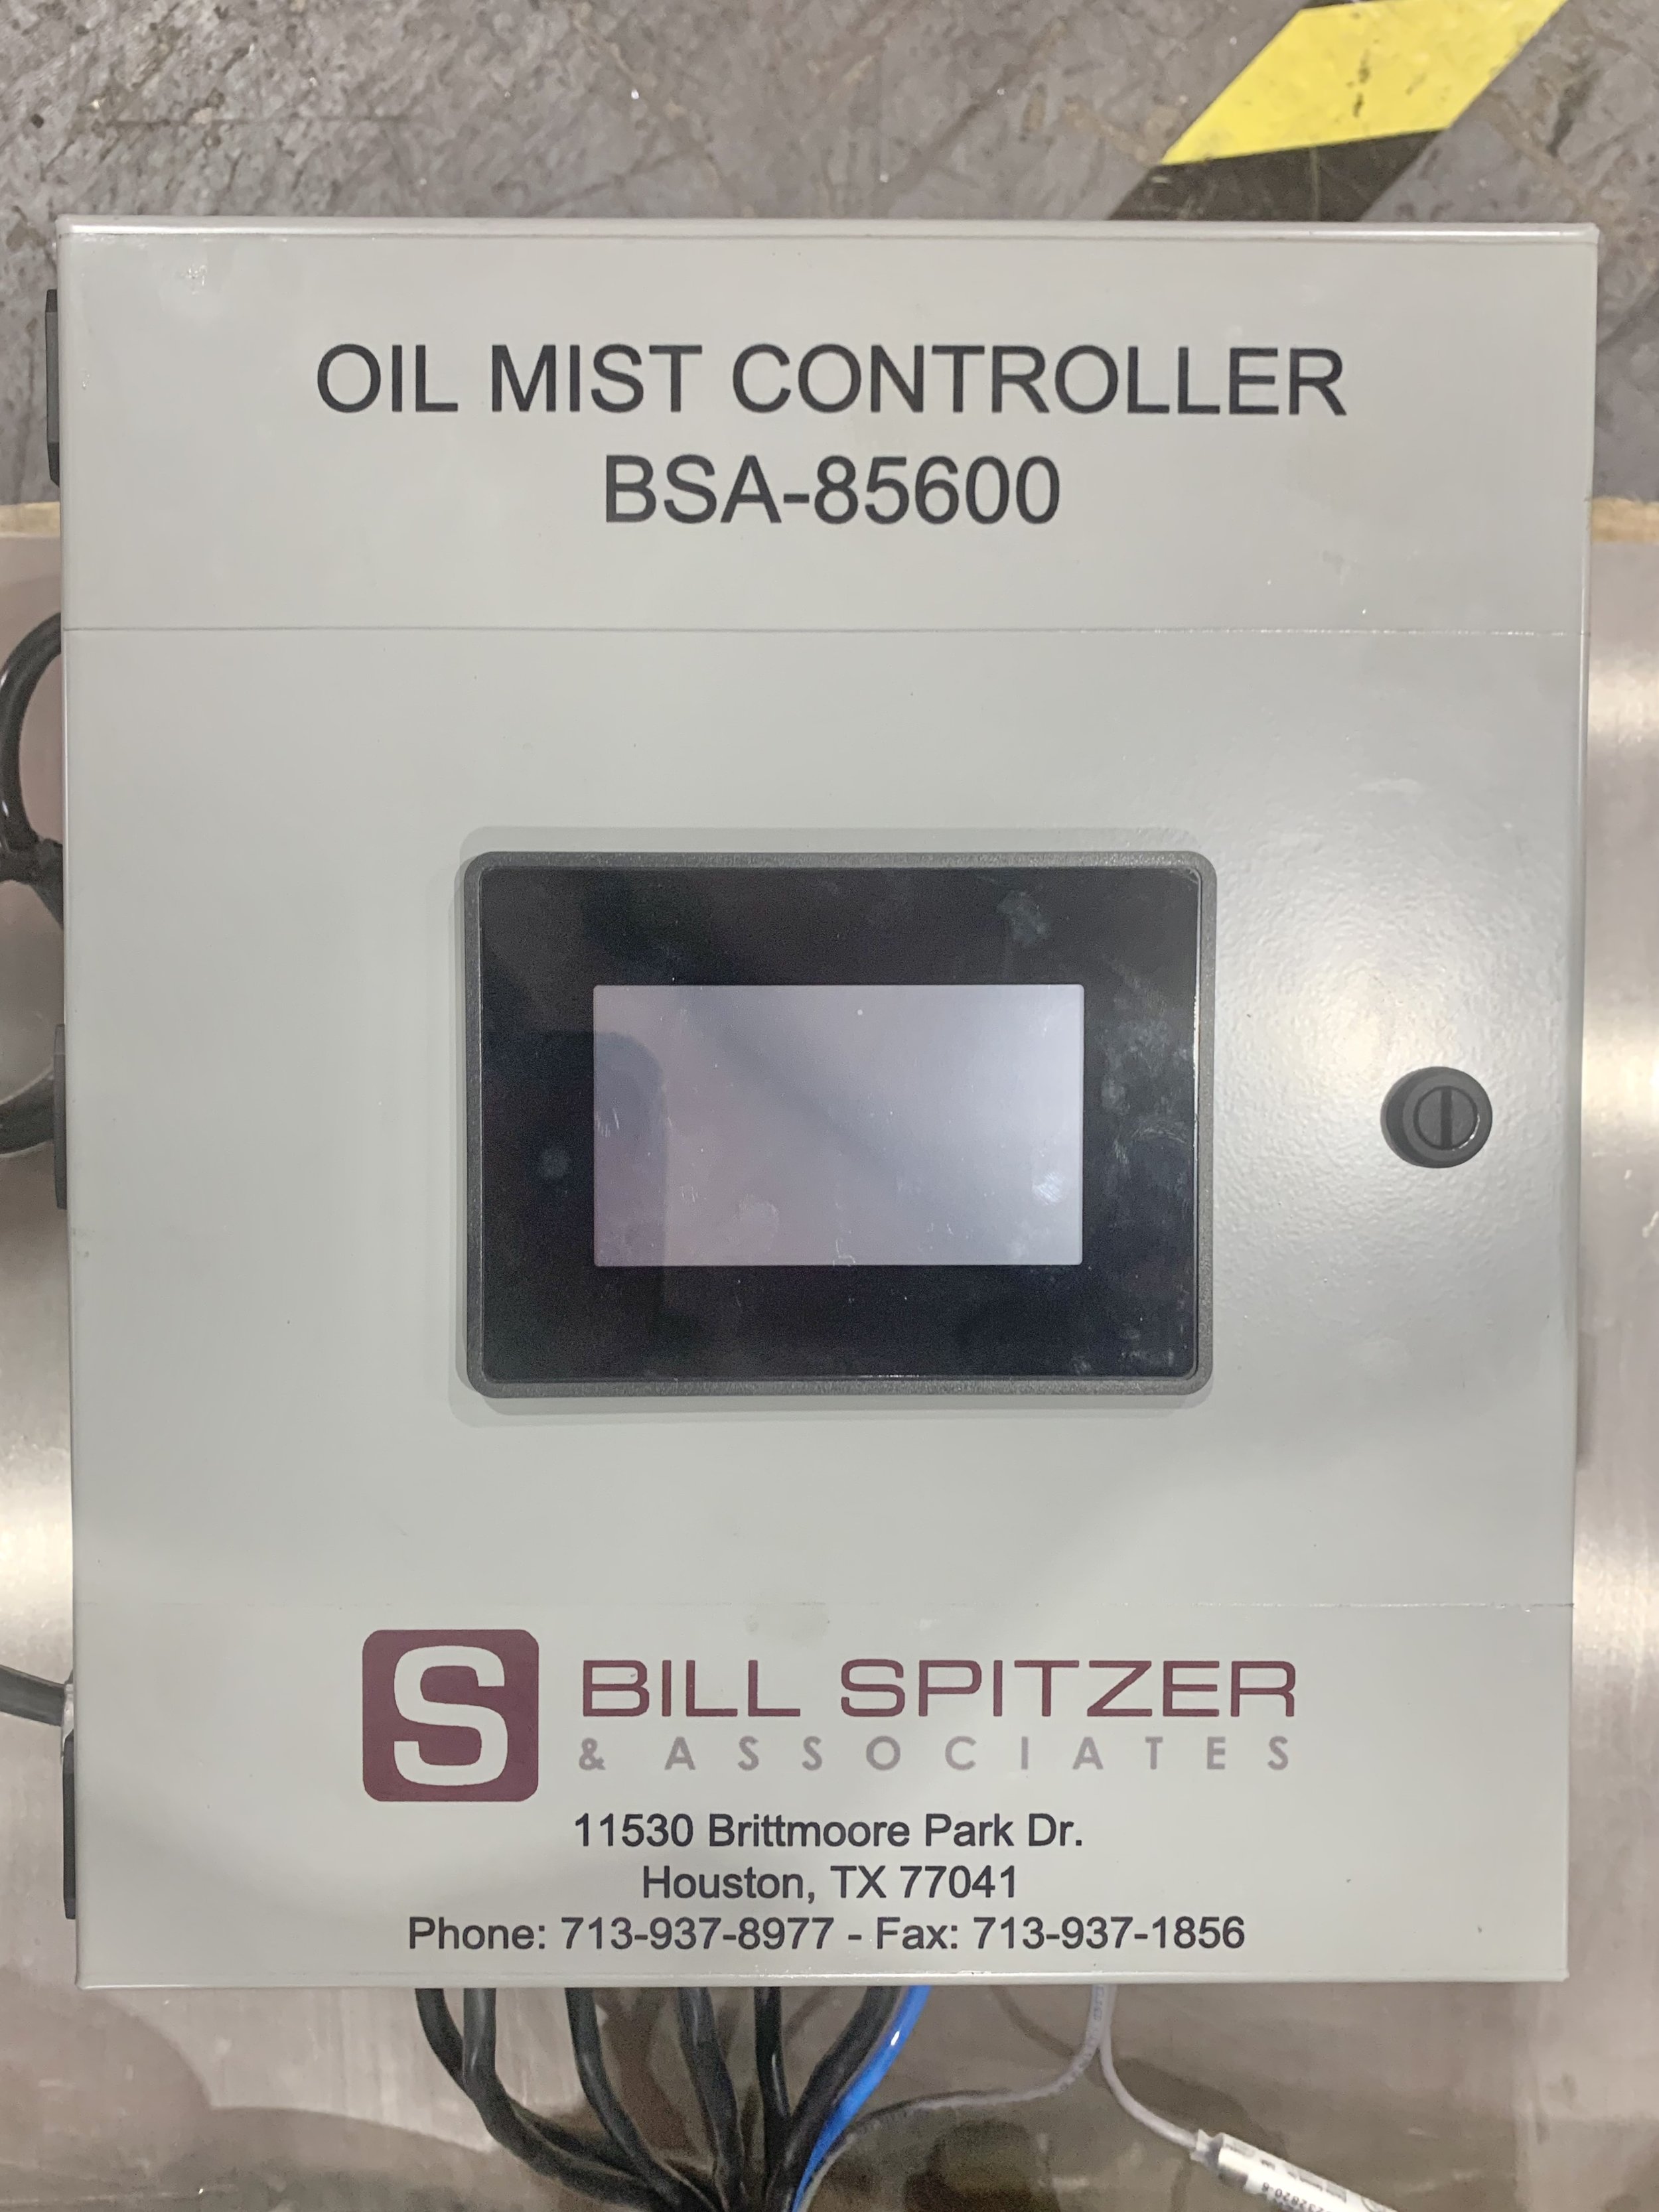 OIL MIST CONTROLLER
BSA-85600
S
BILL SPITZER
& ASSOCIATES
11530 Brittmoore Park Dr.
Houston, TX 77041
Phone: 713-937-8977 - Fax: 713-937-1856